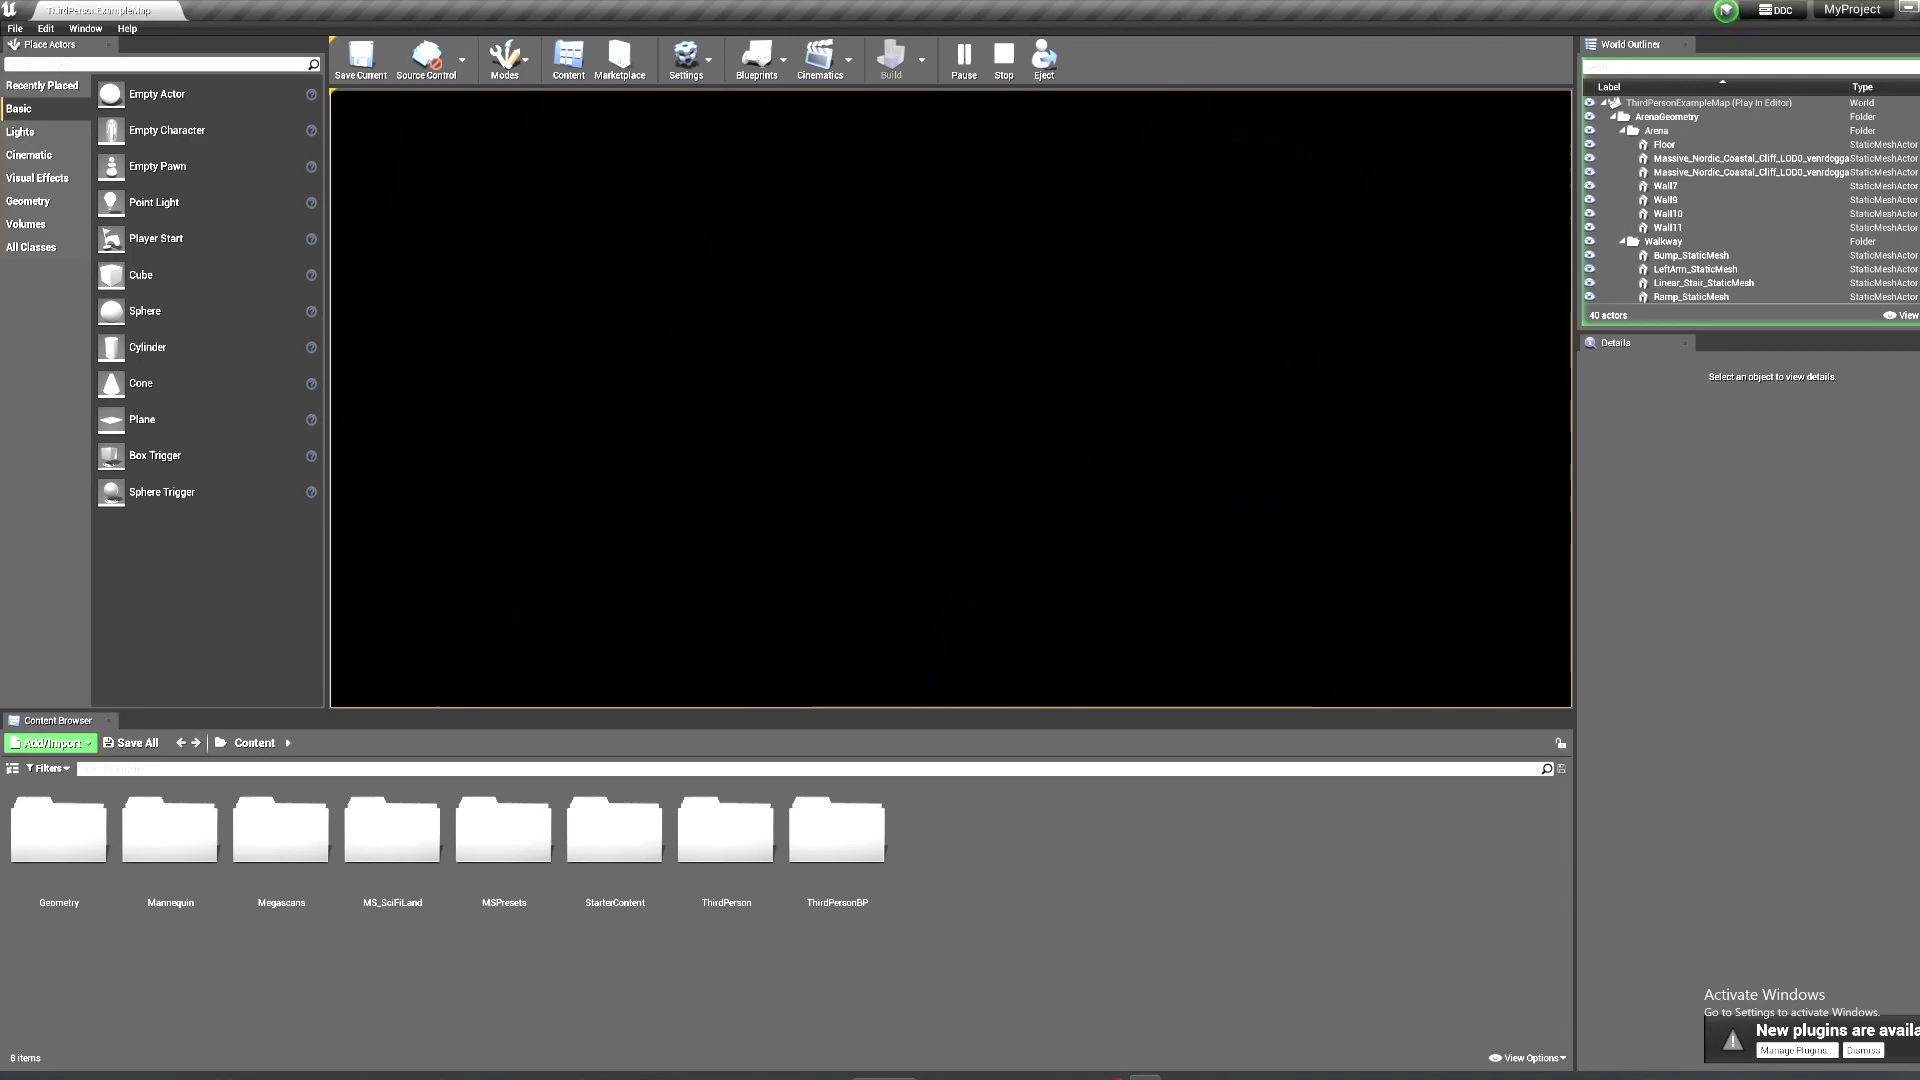 ThirdPersonExampleMap
DDC
MyProject
File Edit Window Help
Place Actors
Recently Placed
Basic
Lights
Cinematic
Visual Effects
Geometry
Volumes
All Classes
Empty Actor
Empty Character
Empty Pawn
Point Light
Player Start
Cube
Sphere
Cylinder
Cone
Plane
Box Trigger
Sphere Trigger
Save Current Source Control Modes Content Marketplace Settings Blueprints Cinematics Build Pause Stop Eject
World Outliner
Label Type
ThirdPersonExampleMap (Play In Editor) World
ArenaGeometry Folder
Arena Folder
Floor StaticMeshActor
Massive_Nordic_Coastal_Cliff_LOD0_venrdcgga StaticMeshActor
Massive_Nordic_Coastal_Cliff_LOD0_venrdcgga StaticMeshActor
Wall7 StaticMeshActor
Wall9 StaticMeshActor
Wall10 StaticMeshActor
Wall11 StaticMeshActor
Walkway Folder
Bump_StaticMesh StaticMeshActor
LeftArm_StaticMesh StaticMeshActor
Linear_Stair_StaticMesh StaticMeshActor
Ramp_StaticMesh StaticMeshActor
40 actors View
Details
Select an object to view details.
Content Browser
Add/Import Save All Content
Filters
Geometry Mannequin Megascans MS_SciFiLand MSPresets StarterContent ThirdPerson ThirdPersonBP
8 items
View Options
Activate Windows
Go to Settings to activate Windows.
New plugins are availa
Manage Plugins... Dismiss